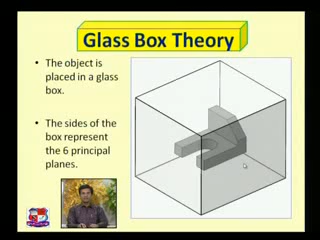 Glass Box Theory
• The object is
placed in a glass
box.
• The sides of the
box represent
the 6 principal
planes.